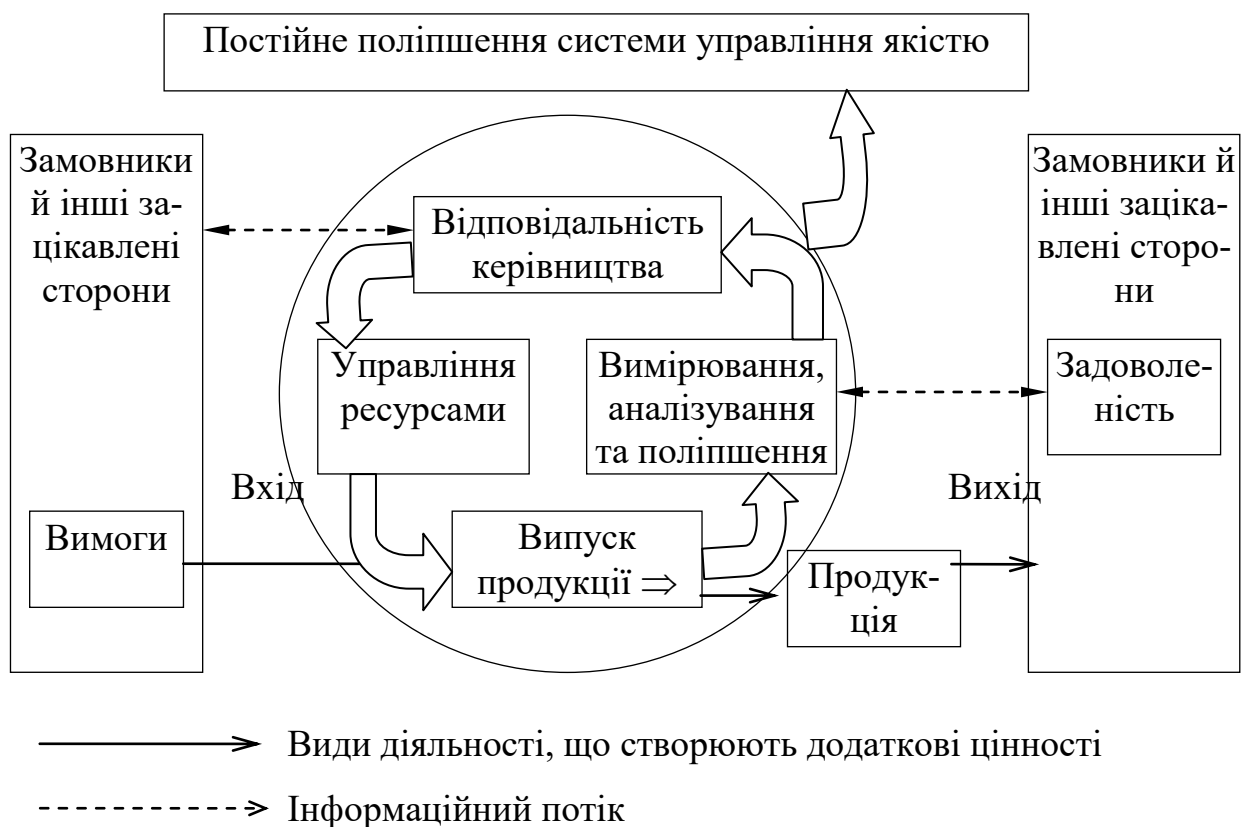 Постійне поліпшення системи управління якістю
Замовники
й інші за-
цікавлені
сторони
Вимоги
Вхід
Відповідальність
керівництва
Управління
ресурсами
Вимірювання,
аналізування
та поліпшення
Випуск
продукції ⇒
Продук-
ція
Вихід
Замовники й
інші заціка-
влені сторо-
ни
Задоволе-
ність
Види діяльності, що створюють додаткові цінності
Інформаційний потік